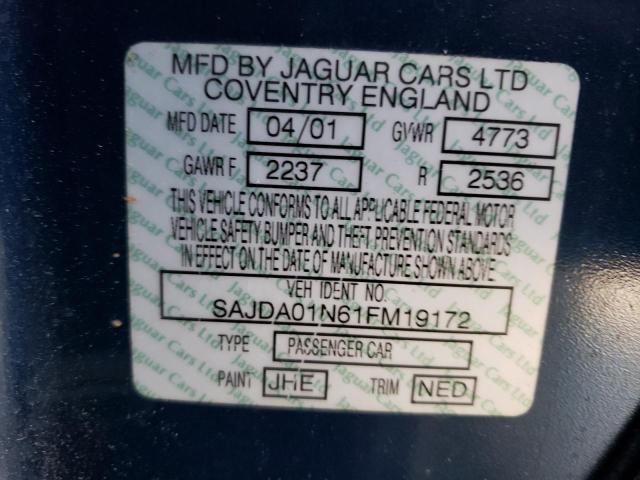 MFD BY JAGUAR CARS LTD
COVENTRY ENGLAND
MFD DATE 04/01 GVWR 4773
GAWR F 2237 R 2536
THIS VEHICLE CONFORMS TO ALL APPLICABLE FEDERAL MOTOR
VEHICLE SAFETY BUMPER AND THEFT PREVENTION STANDARDS
IN EFFECT ON THE DATE OF MANUFACTURE SHOWN ABOVE
VEH IDENT NO.
SAJDA01N61FM19172
TYPE PASSENGER CAR
PAINT JHE TRIM NED